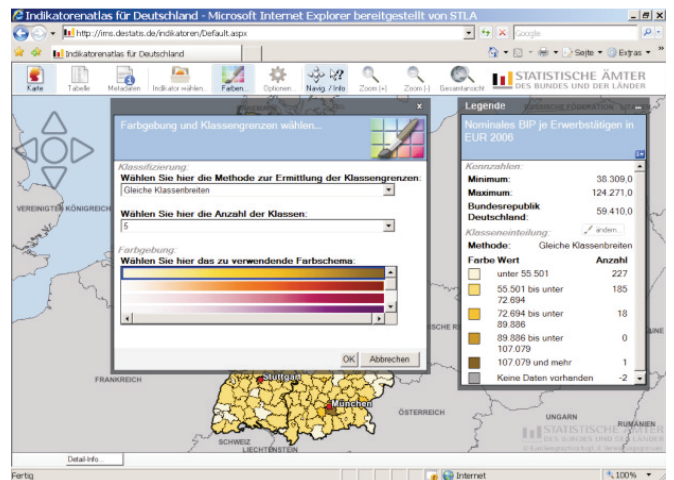 Indikatorenatlas für Deutschland - Microsoft Internet Explorer bereitgestellt von STLA
http://ims.destatis.de/indikatoren/Default.aspx
Google
Indikatorenatlas für Deutschland
Seite
Extras
Karte
Tabelle
Metadaten
Indikator wählen
Farben...
Optionen
Navig. / Info
Zoom [+]
Zoom [-]
Gesamtansicht
STATISTISCHE ÄMTER
DES BUNDES UND DER LÄNDER
Farbgebung und Klassengrenzen wählen...
x
Klassifizierung:
Wählen Sie hier die Methode zur Ermittlung der Klassengrenzen:
Gleiche Klassenbreiten
Wählen Sie hier die Anzahl der Klassen:
5
Farbgebung:
Wählen Sie hier das zu verwendende Farbschema:
OK
Abbrechen
Legende
Nominales BIP je Erwerbstätigen in
EUR 2006
Kennzahlen:
Minimum: 38.309,0
Maximum: 124.271,0
Bundesrepublik
Deutschland: 59.410,0
Klasseneinteilung:
ändern...
Methode: Gleiche Klassenbreiten
Farbe Wert Anzahl
unter 55.501 227
55.501 bis unter 185
72.694
72.694 bis unter 18
89.886
89.886 bis unter 0
107.079
107.079 und mehr 1
Keine Daten vorhanden -2
VEREINIGTES KÖNIGREICH
FRANKREICH
Stuttgart
München
SCHWEIZ
LIECHTENSTEIN
ÖSTERREICH
UNGARN
RUMÄNIEN
STATISTISCHE ÄMTER
DES BUNDES UND DER LÄNDER
Detail-Info...
Fertig
Internet
100%